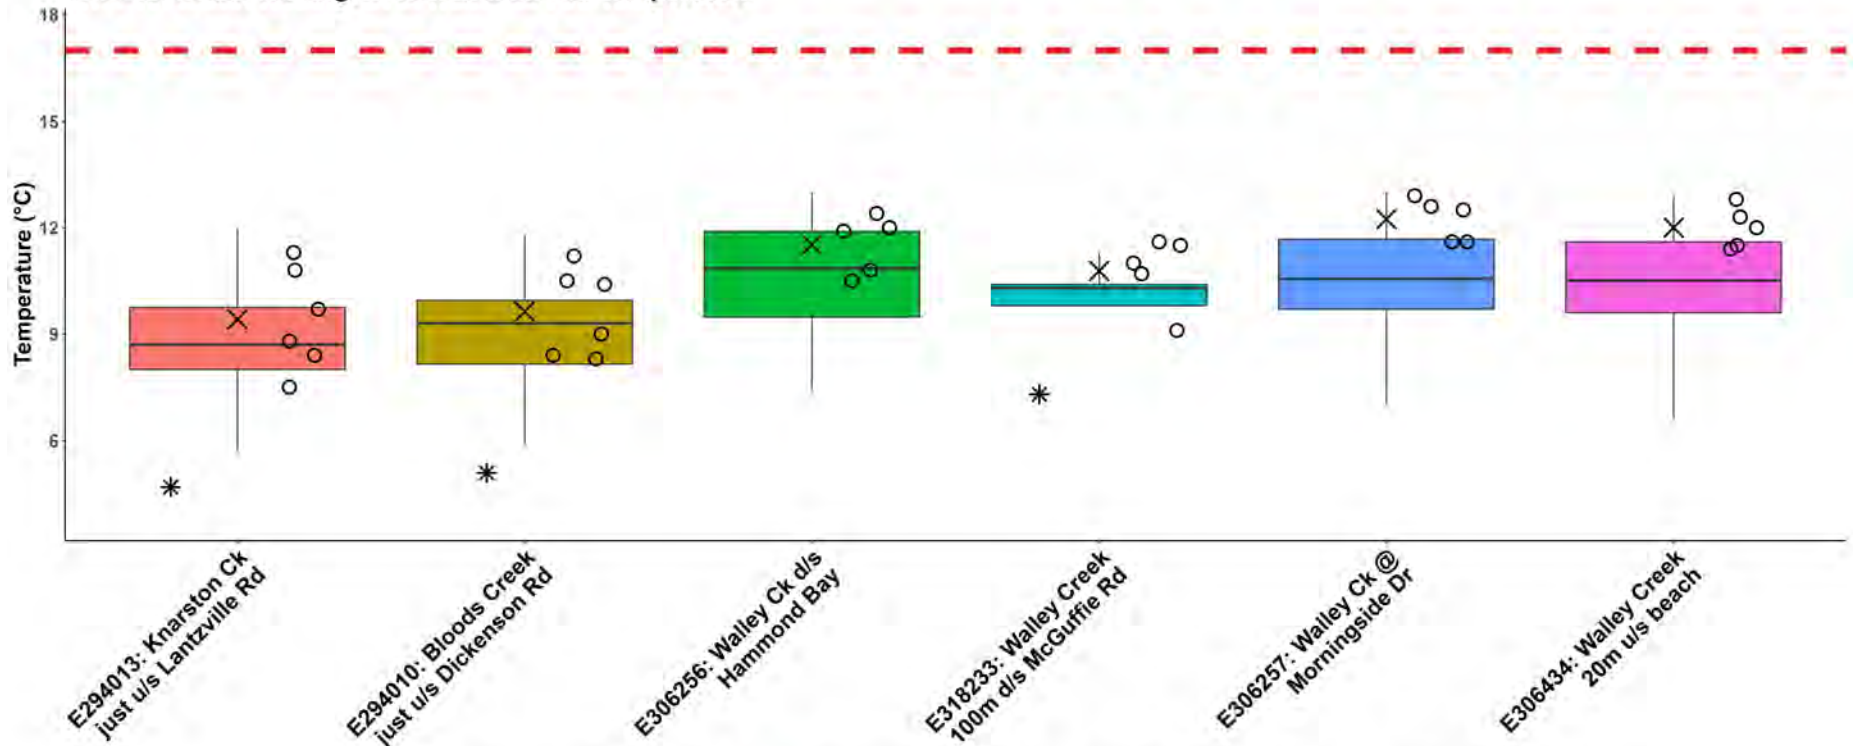 18
15
12
9
6
Temperature (°C)
E294013: Knarston Ck
just u/s Lantzville Rd
E294010: Bloods Creek
just u/s Dickenson Rd
E306256: Walley Ck d/s
Hammond Bay
E318233: Walley Creek
100m d/s McGuffie Rd
E306257: Walley Ck @
Morningside Dr
E306434: Walley Creek
20m u/s beach